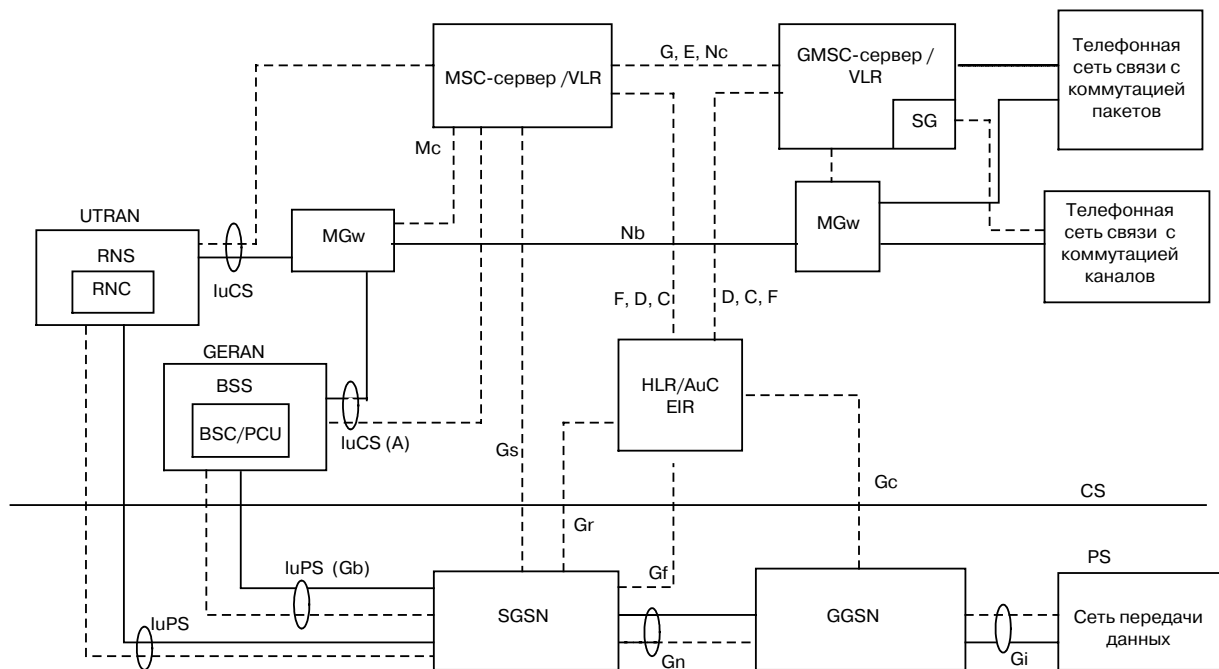 MSC-сервер /VLR
G, E, Nc
GMSC-сервер /
VLR
SG
Телефонная
сеть связи с
коммутацией
пакетов
Mc
UTRAN
RNS
RNC
IuCS
MGw
Nb
MGw
Телефонная
сеть связи с
коммутацией
каналов
F, D, C
D, C, F
GERAN
BSS
BSC/PCU
IuCS (A)
Gs
HLR/AuC
EIR
Gc
CS
Gr
PS
IuPS (Gb)
Gf
IuPS
SGSN
Gn
GGSN
Gi
Сеть передачи
данных